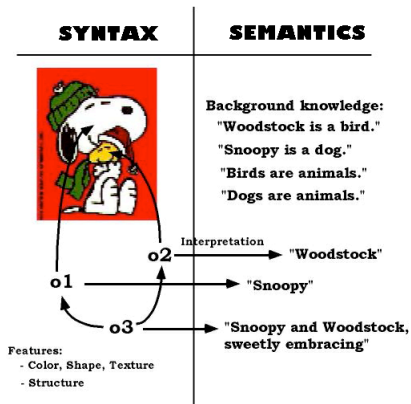 SYNTAX
SEMANTICS
Background knowledge:
"Woodstock is a bird."
"Snoopy is a dog."
"Birds are animals."
"Dogs are animals."
Interpretation
o2
"Woodstock"
o1
"Snoopy"
o3
"Snoopy and Woodstock,
sweetly embracing"
Features:
- Color, Shape, Texture
- Structure